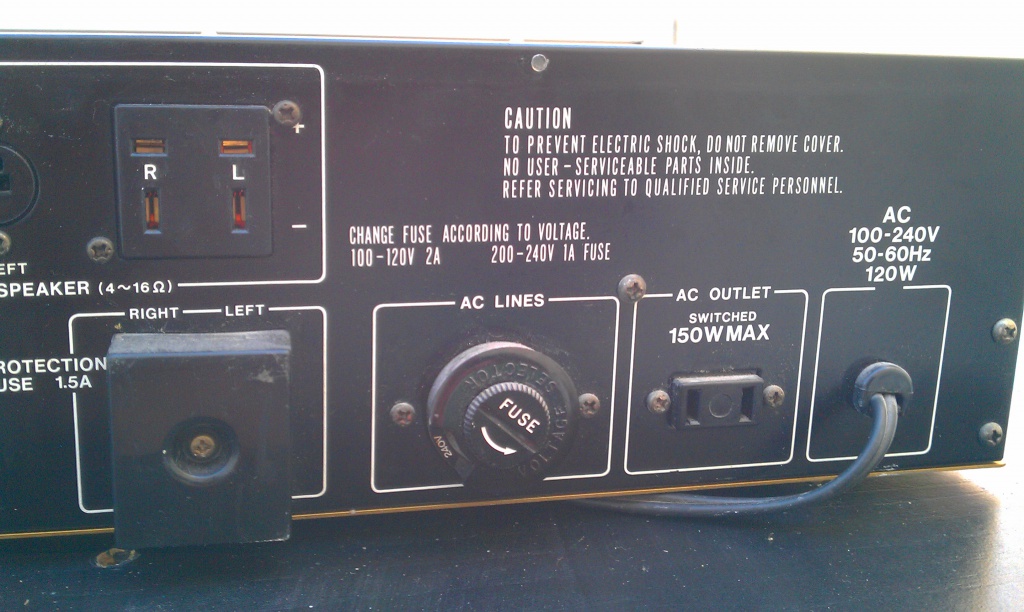 +
R L
−
EFT
SPEAKER (4~16Ω)
RIGHT LEFT
ROTECTION
USE 1.5A
CAUTION
TO PREVENT ELECTRIC SHOCK, DO NOT REMOVE COVER.
NO USER-SERVICEABLE PARTS INSIDE.
REFER SERVICING TO QUALIFIED SERVICE PERSONNEL.
CHANGE FUSE ACCORDING TO VOLTAGE.
100-120V 2A 200-240V 1A FUSE
AC LINES
VOLTAGE SELECTOR
FUSE
240V
AC OUTLET
SWITCHED
150W MAX
AC
100-240V
50-60Hz
120W